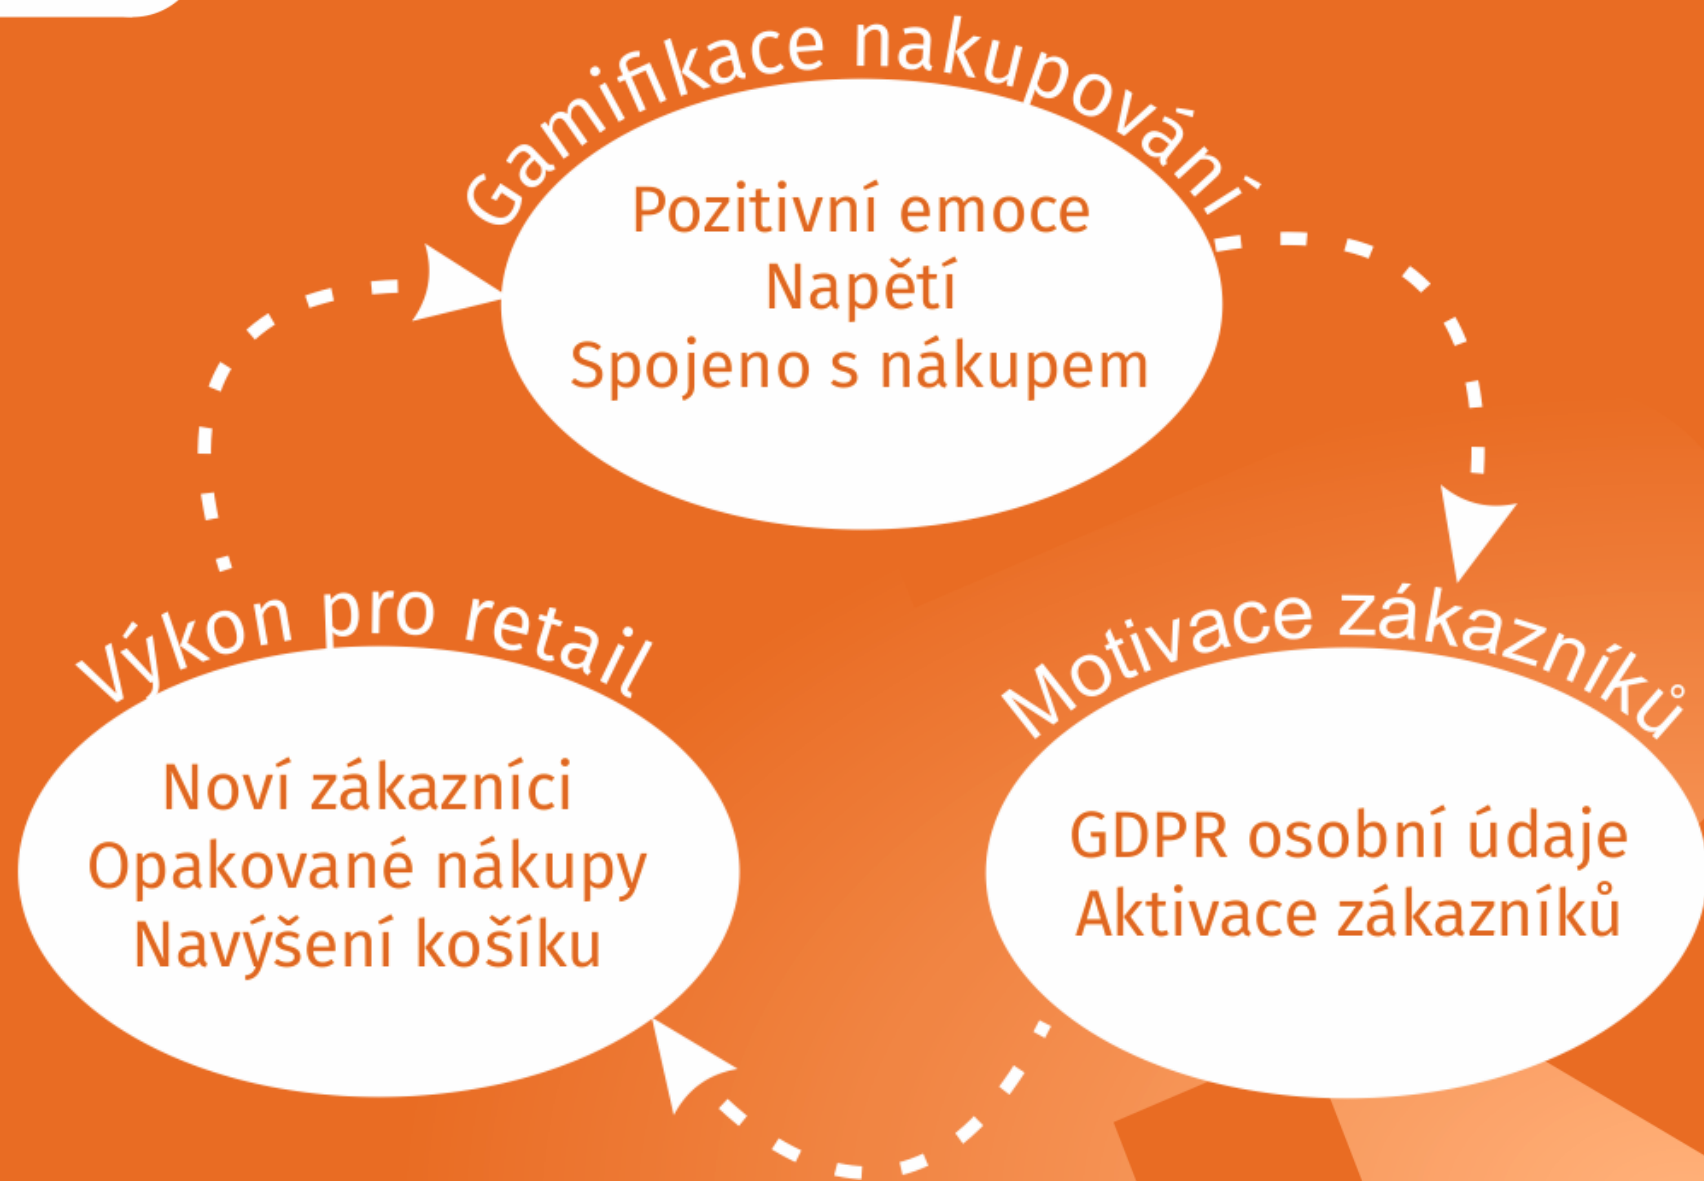 Gamifikace nakupování
Pozitivní emoce
Napětí
Spojeno s nákupem
Výkon pro retail
Noví zákazníci
Opakované nákupy
Navýšení košíku
Motivace zákazníků
GDPR osobní údaje
Aktivace zákazníků